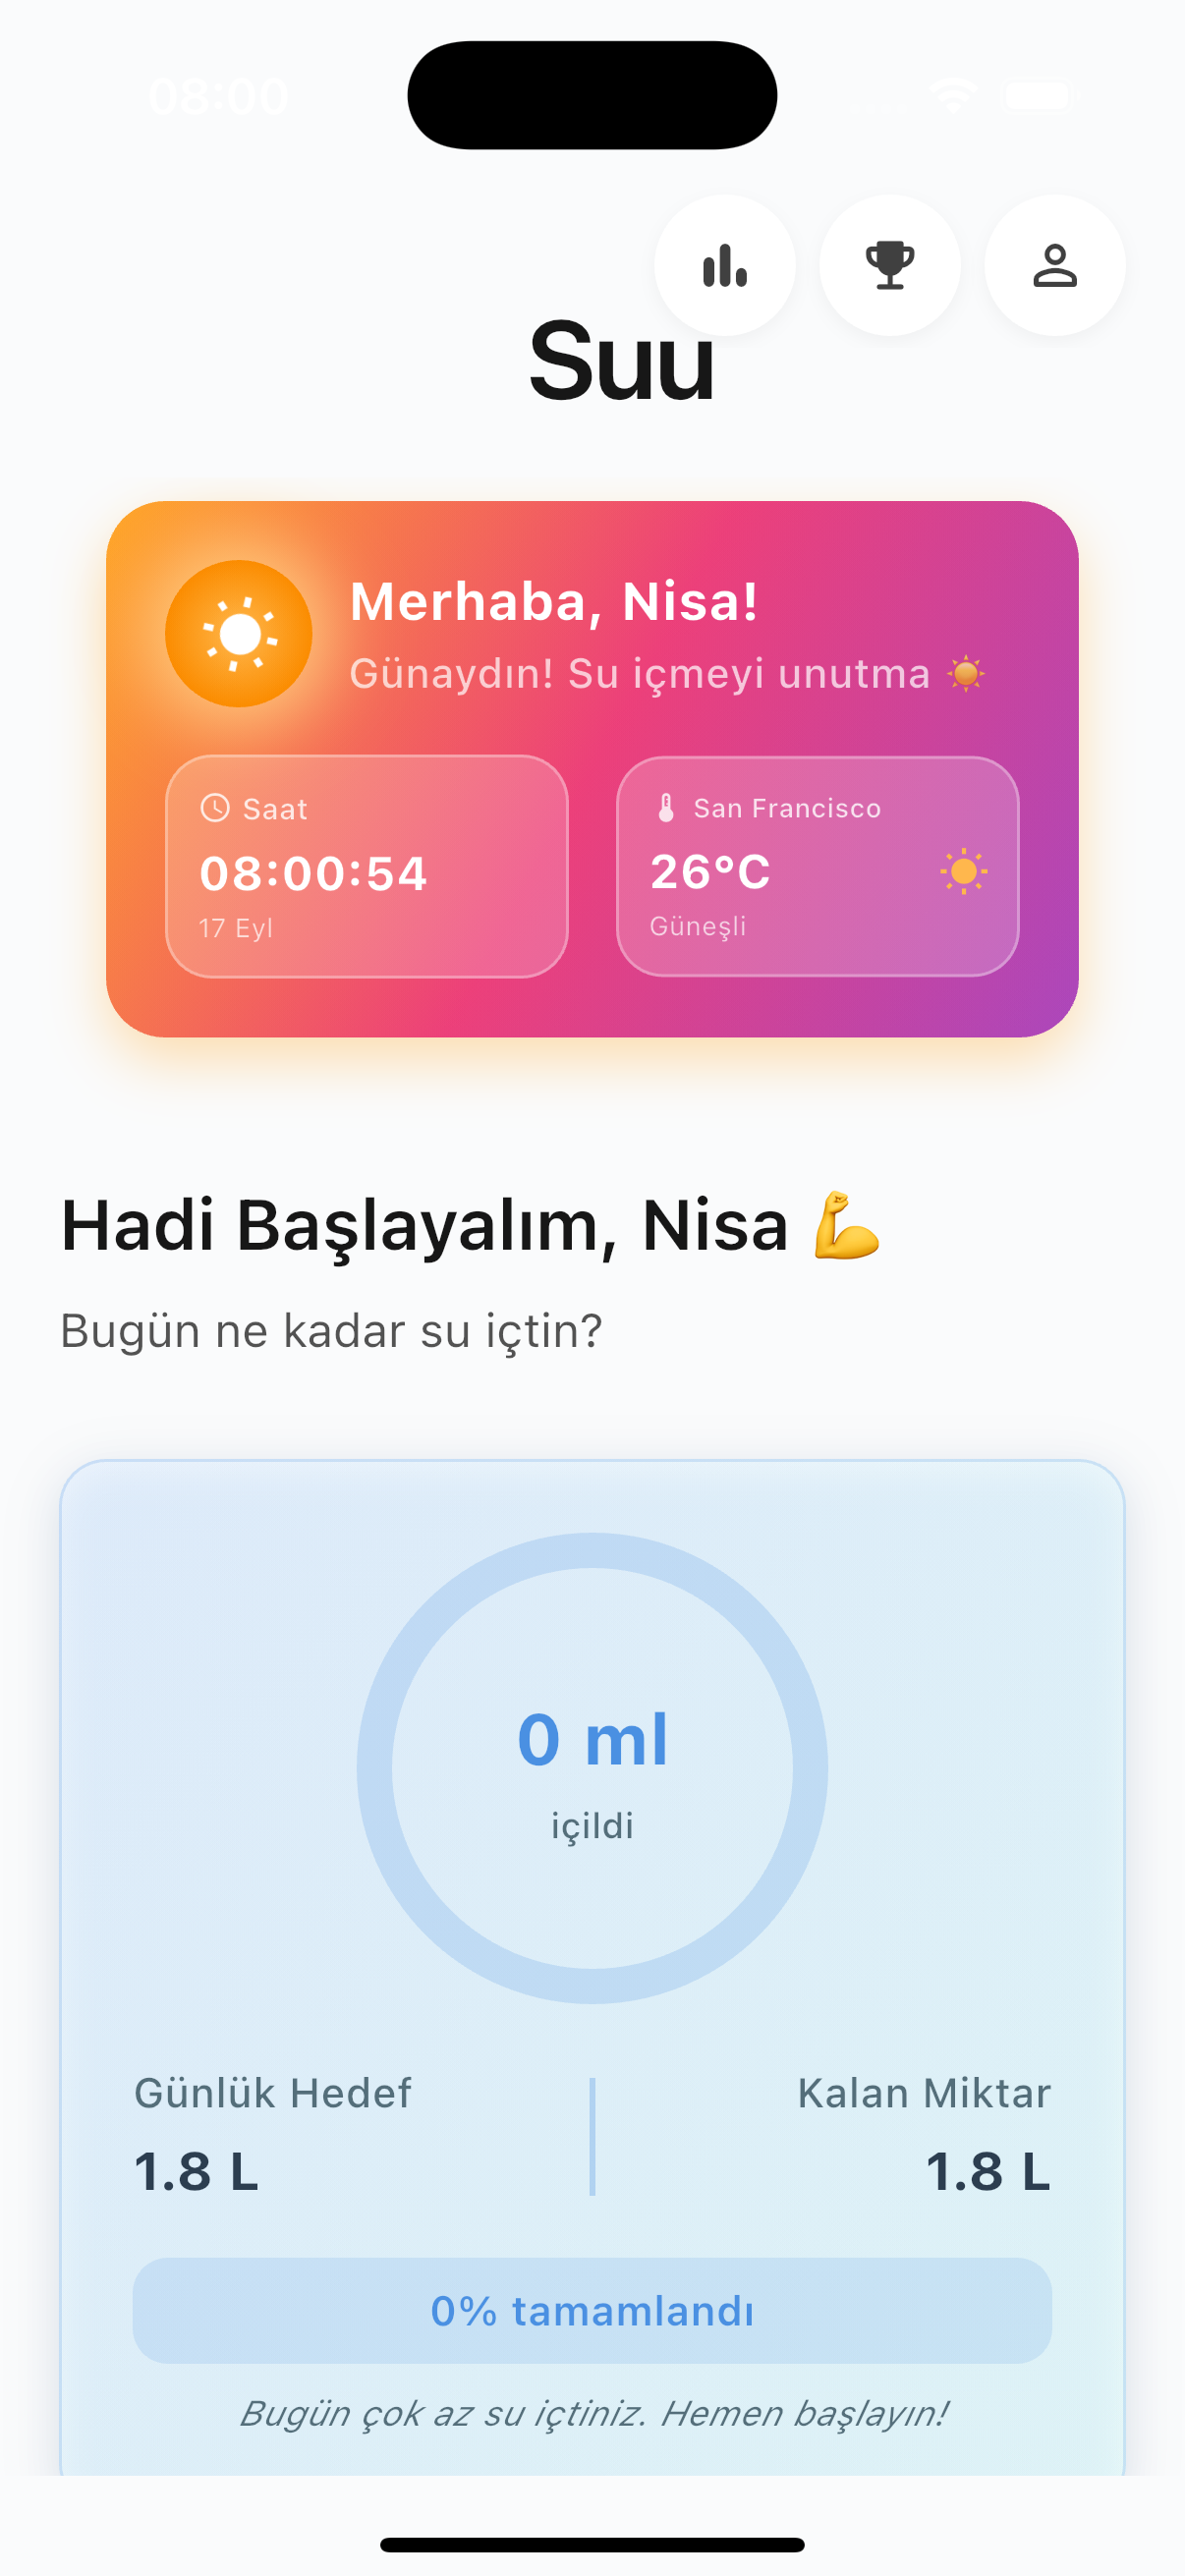 08:00
Suu
Merhaba, Nisa!
Günaydın! Su içmeyi unutma ☀️
Saat
08:00:54
17 Eyl
San Francisco
26°C
Güneşli
Hadi Başlayalım, Nisa 💪
Bugün ne kadar su içtin?
0 ml
içildi
Günlük Hedef
1.8 L
Kalan Miktar
1.8 L
0% tamamlandı
Bugün çok az su içtiniz. Hemen başlayın!